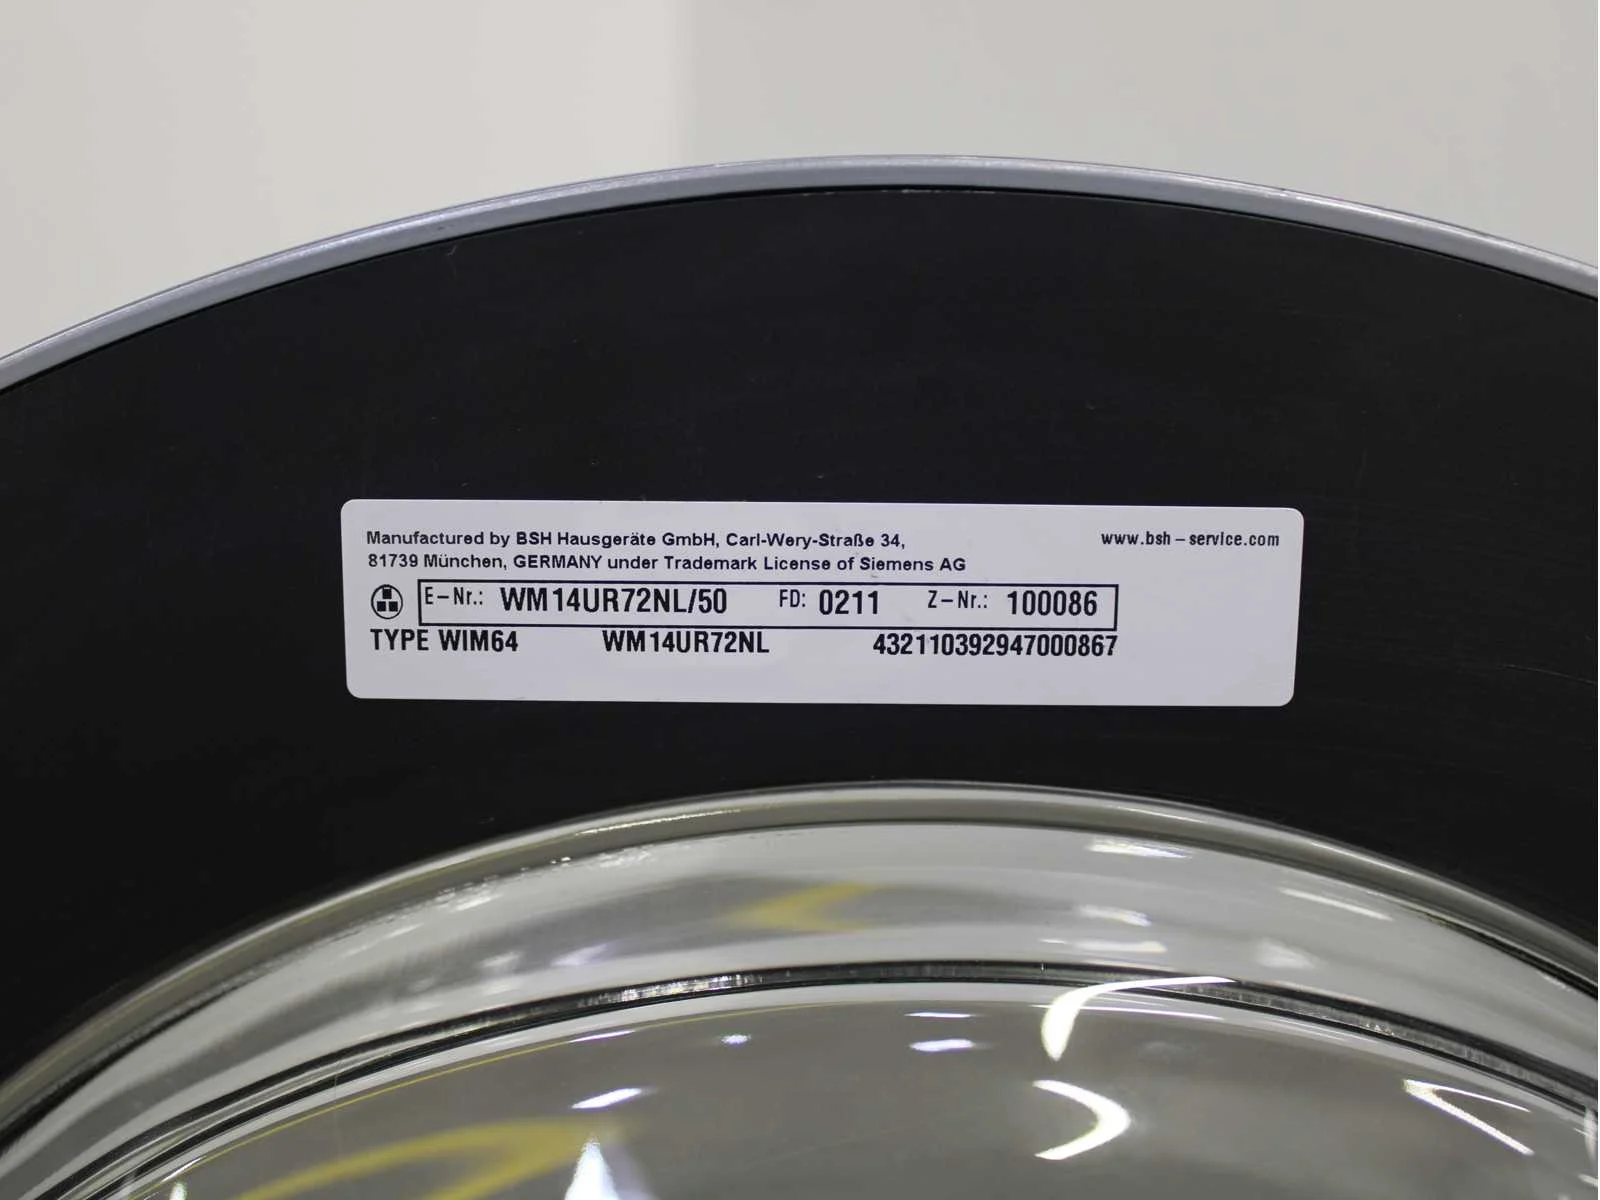 Manufactured by BSH Hausgeräte GmbH, Carl-Wery-Straße 34,
www.bsh-service.com
81739 München, GERMANY under Trademark License of Siemens AG
E-Nr.: WM14UR72NL/50 FD: 0211 Z-Nr.: 100086
TYPE WIM64 WM14UR72NL 432110392947000867